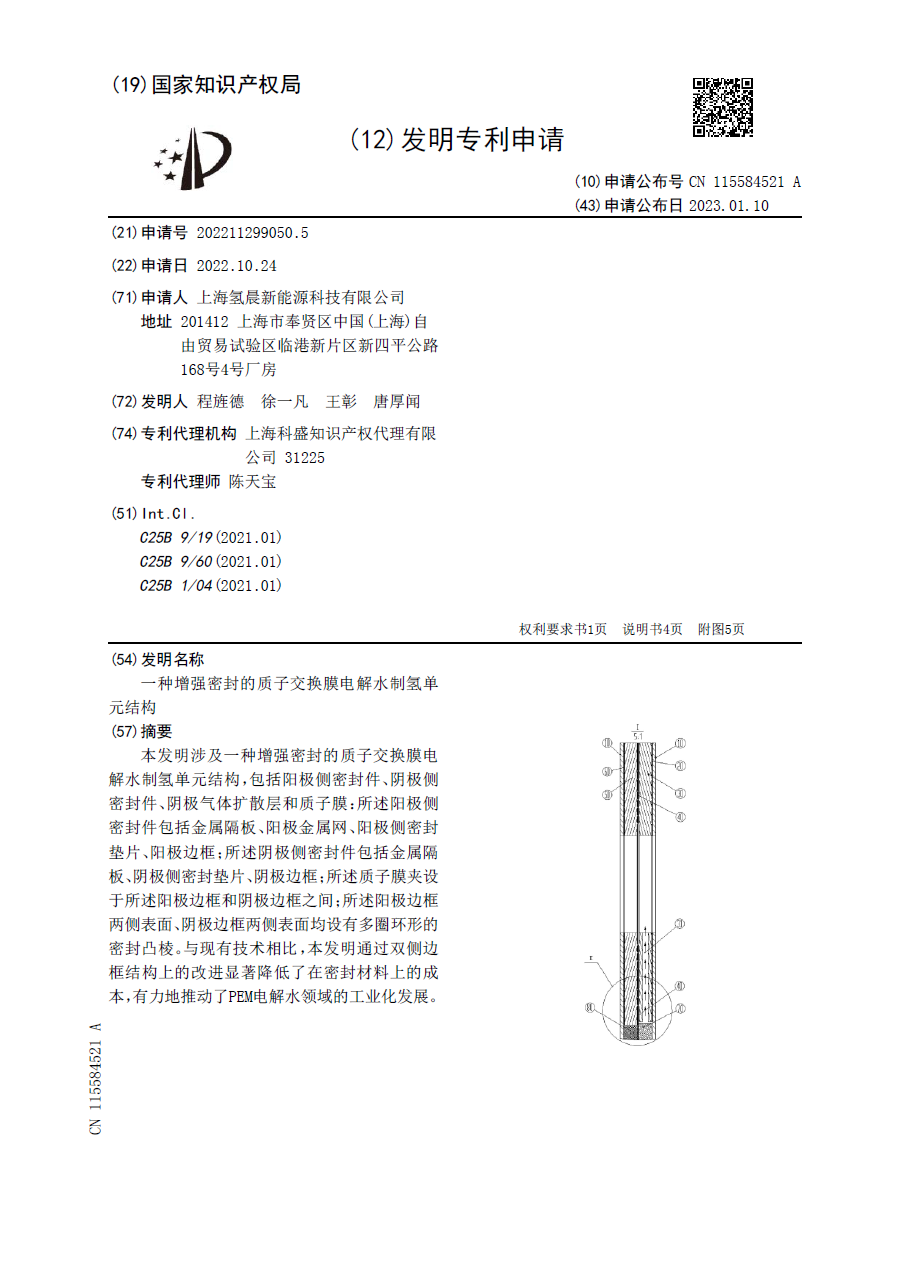 (19)国家知识产权局
(12)发明专利申请
(10)申请公布号 CN 115584521 A
(43)申请公布日 2023.01.10
(21)申请号 202211299050.5
(22)申请日 2022.10.24
(71)申请人 上海氢晨新能源科技有限公司
地址 201412 上海市奉贤区中国(上海)自
由贸易试验区临港新片区新四平公路
168号4号厂房
(72)发明人 程旌德 徐一凡 王彰 唐厚闻
(74)专利代理机构 上海科盛知识产权代理有限
公司 31225
专利代理师 陈天宝
(51)Int.Cl.
C25B 9/19(2021.01)
C25B 9/60(2021.01)
C25B 1/04(2021.01)
权利要求书1页 说明书4页 附图5页
(54)发明名称
一种增强密封的质子交换膜电解水制氢单
元结构
(57)摘要
本发明涉及一种增强密封的质子交换膜电
解水制氢单元结构,包括阳极侧密封件、阴极侧
密封件、阴极气体扩散层和质子膜;所述阳极侧
密封件包括金属隔板、阳极金属网、阳极侧密封
垫片、阳极边框;所述阴极侧密封件包括金属隔
板、阴极侧密封垫片、阴极边框;所述质子膜夹设
于所述阳极边框和阴极边框之间;所述阳极边框
两侧表面、阴极边框两侧表面均设有多圈环形的
密封凸棱。与现有技术相比,本发明通过双侧边
框结构上的改进显著降低了在密封材料上的成
本,有力地推动了PEM电解水领域的工业化发展。
CN 115584521 A
I
5:1